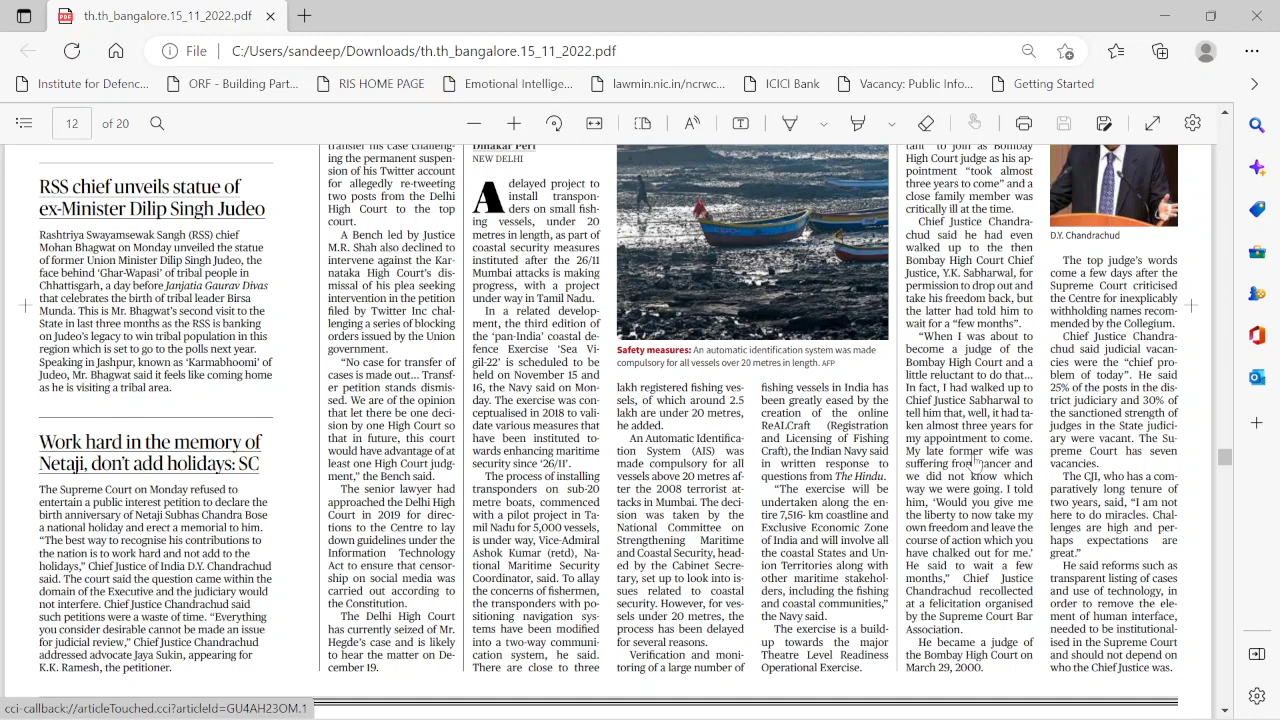 th.th_bangalore.15_11_2022.pdf
File
C:/Users/sandeep/Downloads/th.th_bangalore.15_11_2022.pdf
Institute for Defenc...
ORF - Building Part...
RIS HOME PAGE
Emotional Intellige...
lawmin.nic.in/ncrwc...
ICICI Bank
Vacancy: Public Info...
Getting Started
12 of 20
RSS chief unveils statue of
ex-Minister Dilip Singh Judeo
Rashtriya Swayamsewak Sangh (RSS) chief
Mohan Bhagwat on Monday unveiled the statue
of former Union Minister Dilip Singh Judeo, the
face behind ‘Ghar-Wapasi’ of tribal people in
Chhattisgarh, a day before Janjatia Gaurav Divas
that celebrates the birth of tribal leader Birsa
Munda. This is Mr. Bhagwat’s second visit to the
State in last three months as the RSS is banking
on Judeo’s legacy to win tribal population in this
region which is set to go to the polls next year.
Speaking in Jashpur, known as ‘Karmabhoomi’ of
Judeo, Mr. Bhagwat said it feels like coming home
as he is visiting a tribal area.
Work hard in the memory of
Netaji, don’t add holidays: SC
The Supreme Court on Monday refused to
entertain a public interest petition to declare the
birth anniversary of Netaji Subhas Chandra Bose
a national holiday and erect a memorial to him.
“The best way to recognise his contributions to
the nation is to work hard and not add to the
holidays,” Chief Justice of India D.Y. Chandrachud
said. The court said the question came within the
domain of the Executive and the judiciary would
not interfere. Chief Justice Chandrachud said
such petitions were a waste of time. “Everything
you consider desirable cannot be made an issue
for judicial review,” Chief Justice Chandrachud
addressed advocate Jaya Sukin, appearing for
K.K. Ramesh, the petitioner.
transfer his case challeng-
ing the permanent suspen-
sion of his Twitter account
for allegedly re-tweeting
two posts from the Delhi
High Court to the top
court.
A Bench led by Justice
M.R. Shah also declined to
intervene against the Kar-
nataka High Court’s dis-
missal of his plea seeking
intervention in the petition
filed by Twitter Inc chal-
lenging a series of blocking
orders issued by the Union
government.
“No case for transfer of
cases is made out... Transf-
er petition stands dismis-
sed. We are of the opinion
that let there be one deci-
sion by one High Court so
that in future, this court
would have advantage of at
least one High Court judg-
ment,” the Bench said.
The senior lawyer had
approached the Delhi High
Court in 2019 for direc-
tions to the Centre to lay
down guidelines under the
Information Technology
Act to ensure that censor-
ship on social media was
carried out according to
the Constitution.
The Delhi High Court
has currently seized of Mr.
Hegde’s case and is likely
to hear the matter on De-
cember 19.
Dinakar Peri
NEW DELHI
A delayed project to
install transpon-
ders on small fish-
ing vessels, under 20
metres in length, as part of
coastal security measures
instituted after the 26/11
Mumbai attacks is making
progress, with a project
under way in Tamil Nadu.
In a related develop-
ment, the third edition of
the ‘pan-India’ coastal de-
fence Exercise ‘Sea Vi-
gil-22’ is scheduled to be
held on November 15 and
16, the Navy said on Mon-
day. The exercise was con-
ceptualised in 2018 to vali-
date various measures that
have been instituted to-
wards enhancing maritime
security since ‘26/11’.
The process of installing
transponders on sub-20
metre boats, commenced
with a pilot project in Ta-
mil Nadu for 5,000 vessels,
is under way, Vice-Admiral
Ashok Kumar (retd), Na-
tional Maritime Security
Coordinator, said. To allay
the concerns of fishermen,
the transponders with po-
sitioning navigation sys-
tems have been modified
into a two-way communi-
cation system, he said.
There are close to three
Safety measures: An automatic identification system was made
compulsory for all vessels over 20 metres in length. AFP
lakh registered fishing ves-
sels, of which around 2.5
lakh are under 20 metres,
he added.
An Automatic Identifica-
tion System (AIS) was
made compulsory for all
vessels above 20 metres af-
ter the 2008 terrorist at-
tacks in Mumbai. The deci-
sion was taken by the
National Committee on
Strengthening Maritime
and Coastal Security, head-
ed by the Cabinet Secre-
tary, set up to look into is-
sues related to coastal
security. However, for ves-
sels under 20 metres, the
process has been delayed
for several reasons.
Verification and moni-
toring of a large number of
fishing vessels in India has
been greatly eased by the
creation of the online
ReALCraft (Registration
and Licensing of Fishing
Craft), the Indian Navy said
in written response to
questions from The Hindu.
“The exercise will be
undertaken along the en-
tire 7,516- km coastline and
Exclusive Economic Zone
of India and will involve all
the coastal States and Un-
ion Territories along with
other maritime stakehol-
ders, including the fishing
and coastal communities,”
the Navy said.
The exercise is a build-
up towards the major
Theatre Level Readiness
Operational Exercise.
tant” to join as Bombay
High Court judge as his ap-
pointment “took almost
three years to come” and a
close family member was
critically ill at the time.
Chief Justice Chandra-
chud said he had even
walked up to the then
Bombay High Court Chief
Justice, Y.K. Sabharwal, for
permission to drop out and
take his freedom back, but
the latter had told him to
wait for a “few months”.
“When I was about to
become a judge of the
Bombay High Court and a
little reluctant to do that...
In fact, I had walked up to
Chief Justice Sabharwal to
tell him that, well, it had ta-
ken almost three years for
my appointment to come.
My late former wife was
suffering from cancer and
we did not know which
way we were going. I told
him, ‘Would you give me
the liberty to now take my
own freedom and leave the
course of action which you
have chalked out for me.’
He said to wait a few
months,” Chief Justice
Chandrachud recollected
at a felicitation organised
by the Supreme Court Bar
Association.
He became a judge of
the Bombay High Court on
March 29, 2000.
D.Y. Chandrachud
The top judge’s words
come a few days after the
Supreme Court criticised
the Centre for inexplicably
withholding names recom-
mended by the Collegium.
Chief Justice Chandra-
chud said judicial vacan-
cies were the “chief pro-
blem of today”. He said
25% of the posts in the dis-
trict judiciary and 30% of
the sanctioned strength of
judges in the State judici-
ary were vacant. The Su-
preme Court has seven
vacancies.
The CJI, who has a com-
paratively long tenure of
two years, said, “I am not
here to do miracles. Chal-
lenges are high and per-
haps expectations are
great.”
He said reforms such as
transparent listing of cases
and use of technology, in
order to remove the ele-
ment of human interface,
needed to be institutional-
ised in the Supreme Court
and should not depend on
who the Chief Justice was.
cci-callback://articleTouched.cci?articleId=GU4AH23OM.1